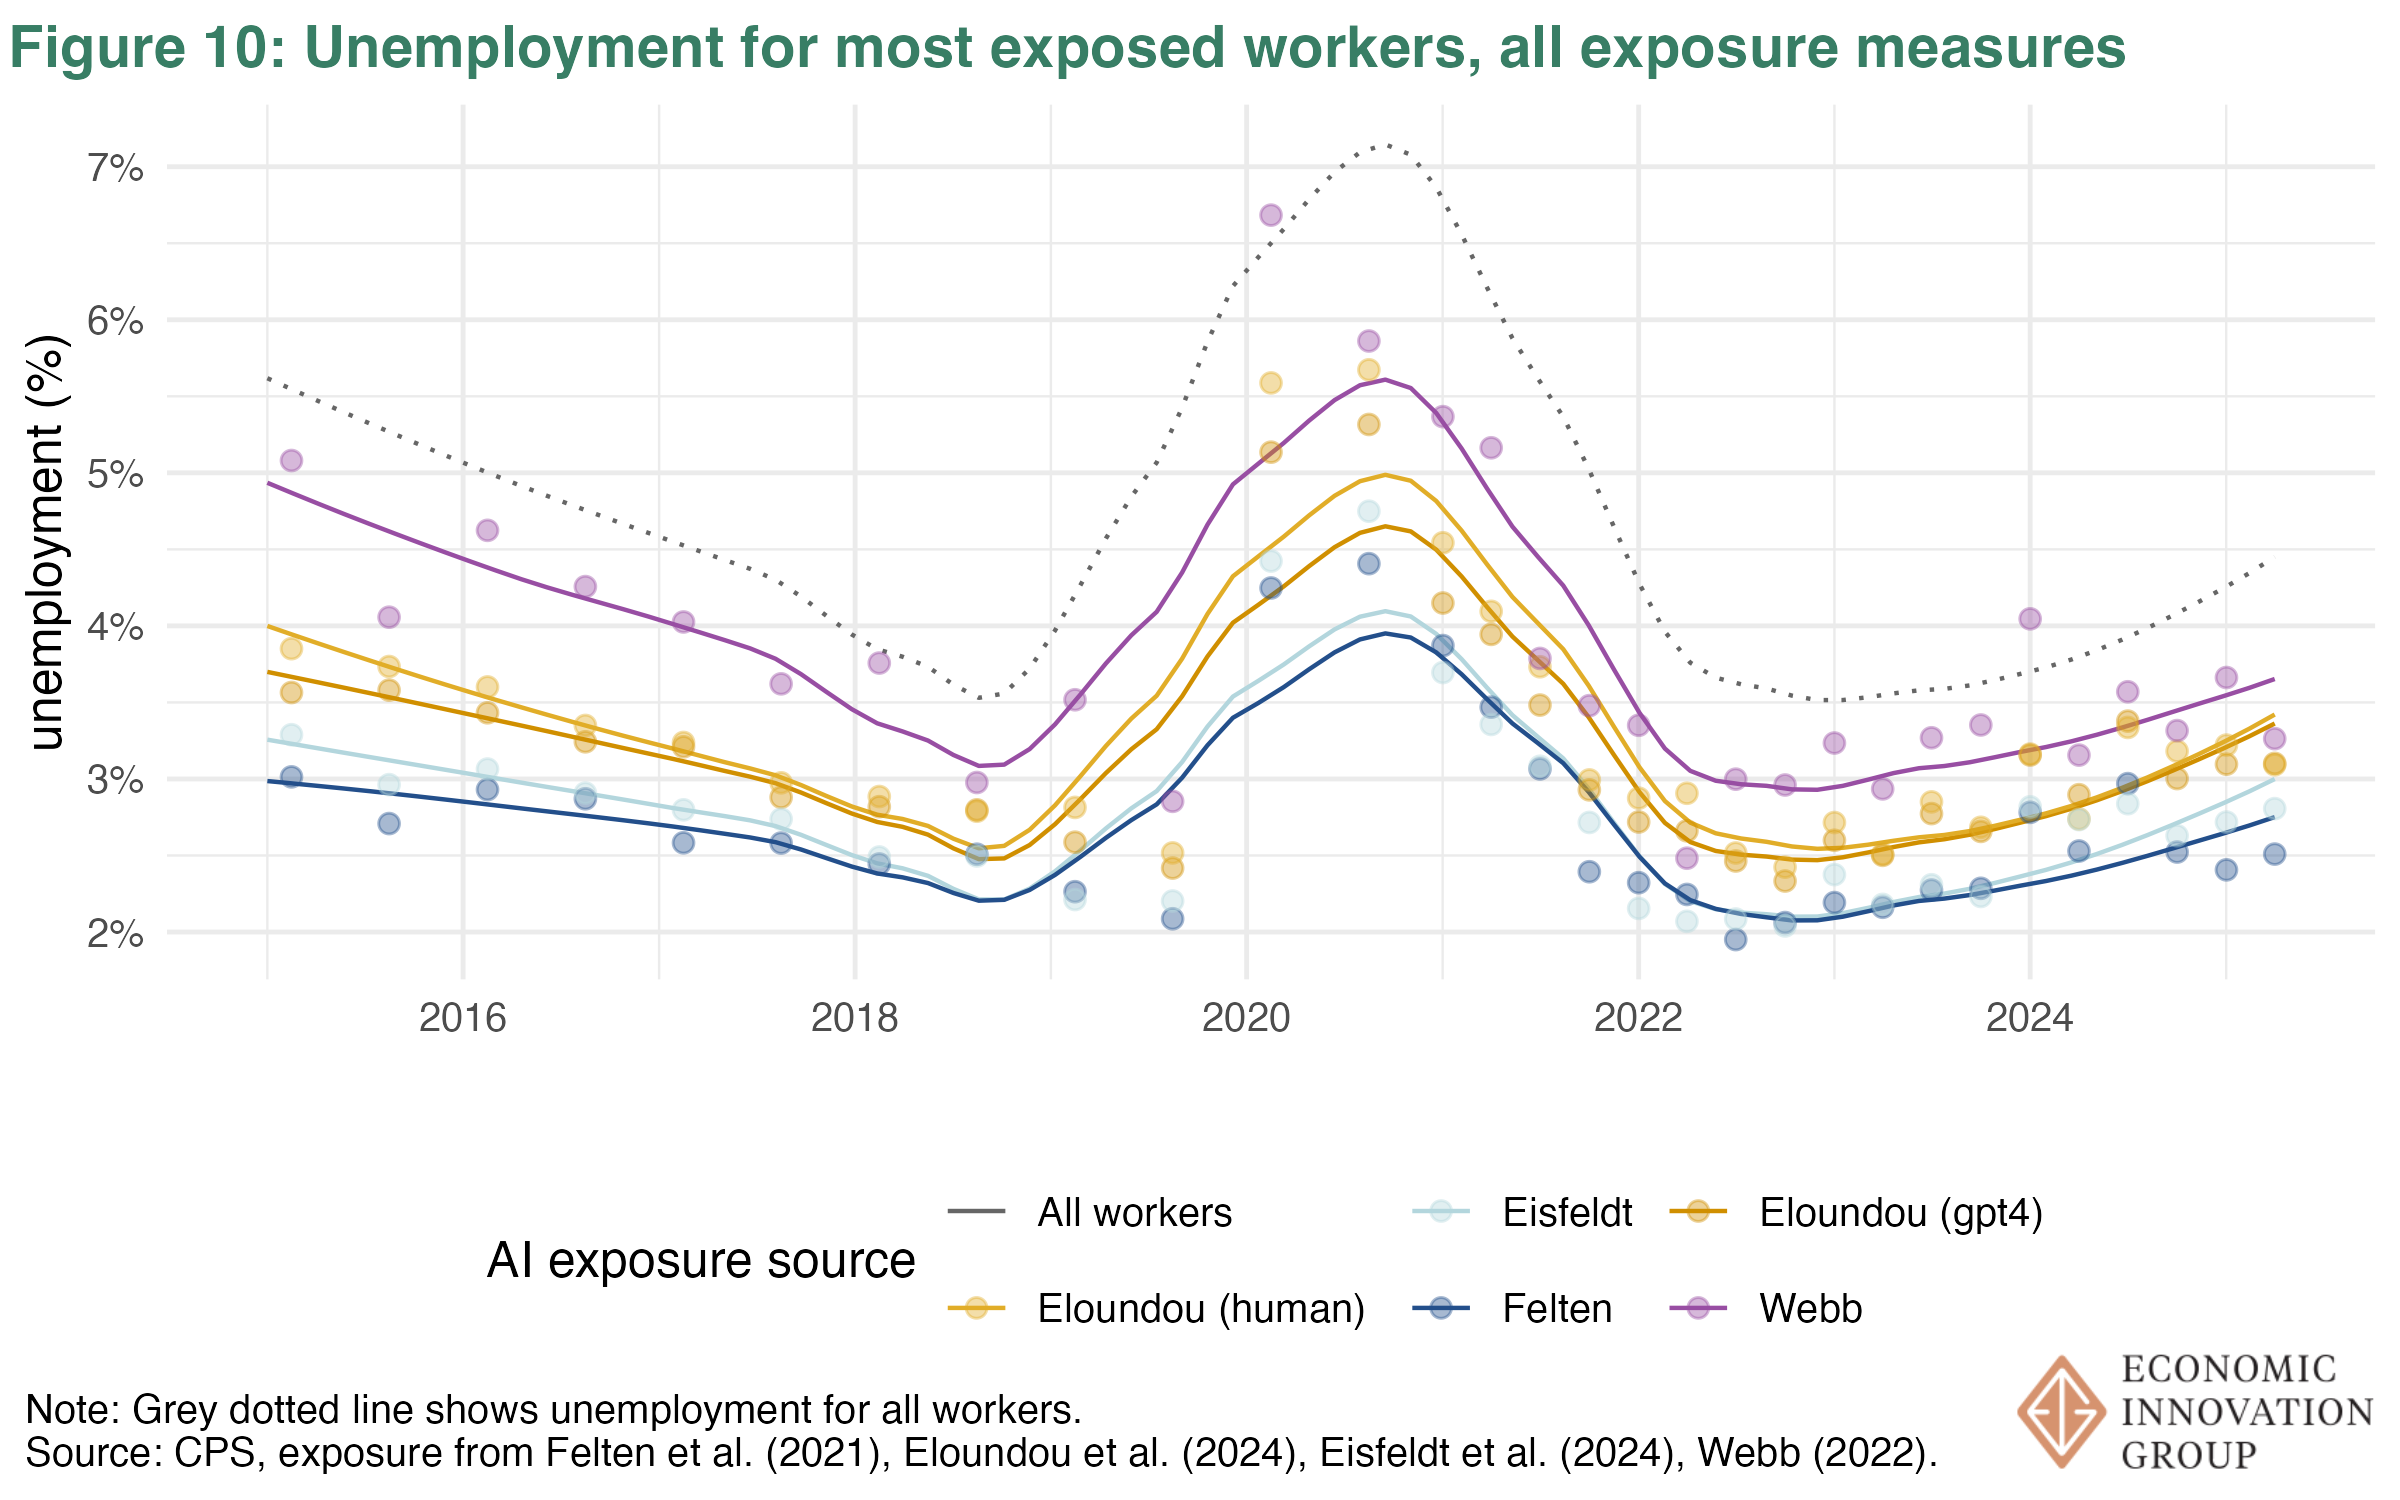 Figure 10: Unemployment for most exposed workers, all exposure measures
unemployment (%)
7%
6%
5%
4%
3%
2%
2016
2018
2020
2022
2024
AI exposure source
All workers
Eisfeldt
Eloundou (gpt4)
Eloundou (human)
Felten
Webb
Note: Grey dotted line shows unemployment for all workers.
Source: CPS, exposure from Felten et al. (2021), Eloundou et al. (2024), Eisfeldt et al. (2024), Webb (2022).
ECONOMIC
INNOVATION
GROUP